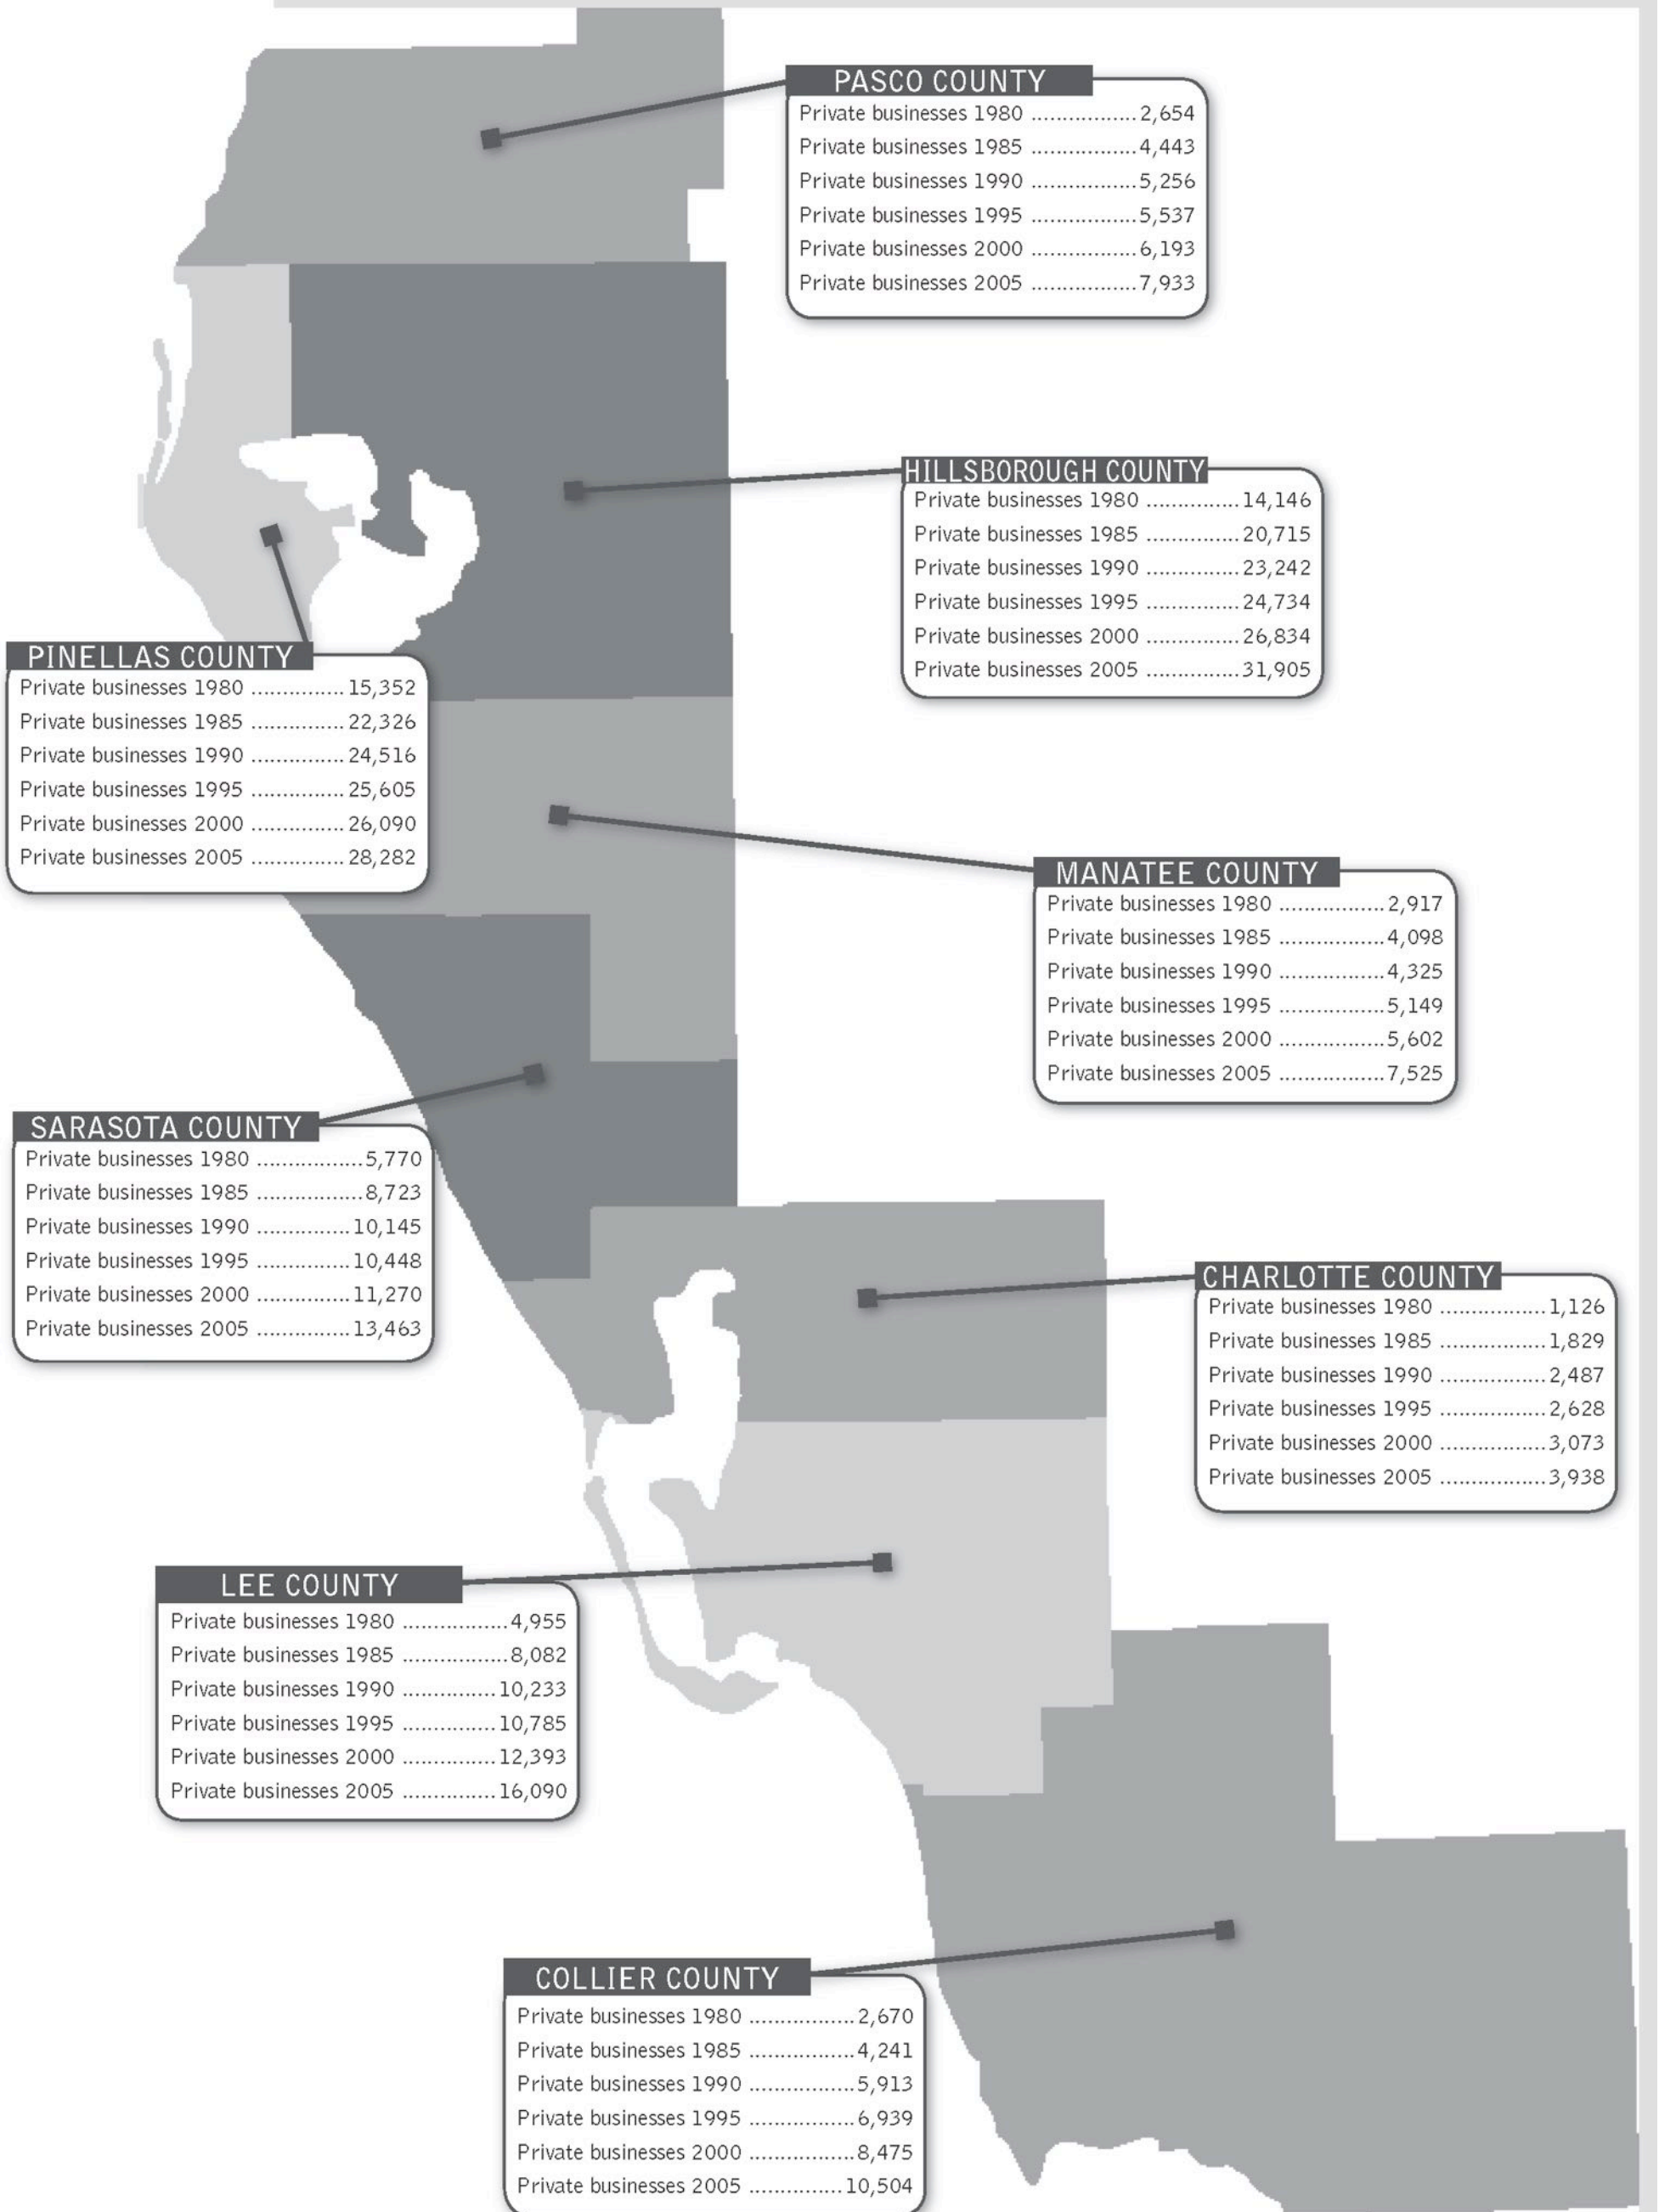 PASCO COUNTY
Private businesses 1980 .................2,654
Private businesses 1985 .................4,443
Private businesses 1990 .................5,256
Private businesses 1995 .................5,537
Private businesses 2000 .................6,193
Private businesses 2005 .................7,933
HILLSBOROUGH COUNTY
Private businesses 1980 ...............14,146
Private businesses 1985 ...............20,715
Private businesses 1990 ...............23,242
Private businesses 1995 ...............24,734
Private businesses 2000 ...............26,834
Private businesses 2005 ...............31,905
PINELLAS COUNTY
Private businesses 1980 ...............15,352
Private businesses 1985 ...............22,326
Private businesses 1990 ...............24,516
Private businesses 1995 ...............25,605
Private businesses 2000 ...............26,090
Private businesses 2005 ...............28,282
MANATEE COUNTY
Private businesses 1980 .................2,917
Private businesses 1985 .................4,098
Private businesses 1990 .................4,325
Private businesses 1995 .................5,149
Private businesses 2000 .................5,602
Private businesses 2005 .................7,525
SARASOTA COUNTY
Private businesses 1980 .................5,770
Private businesses 1985 .................8,723
Private businesses 1990 ...............10,145
Private businesses 1995 ...............10,448
Private businesses 2000 ...............11,270
Private businesses 2005 ...............13,463
CHARLOTTE COUNTY
Private businesses 1980 .................1,126
Private businesses 1985 .................1,829
Private businesses 1990 .................2,487
Private businesses 1995 .................2,628
Private businesses 2000 .................3,073
Private businesses 2005 .................3,938
LEE COUNTY
Private businesses 1980 .................4,955
Private businesses 1985 .................8,082
Private businesses 1990 ...............10,233
Private businesses 1995 ...............10,785
Private businesses 2000 ...............12,393
Private businesses 2005 ...............16,090
COLLIER COUNTY
Private businesses 1980 .................2,670
Private businesses 1985 .................4,241
Private businesses 1990 .................5,913
Private businesses 1995 .................6,939
Private businesses 2000 .................8,475
Private businesses 2005 ...............10,504